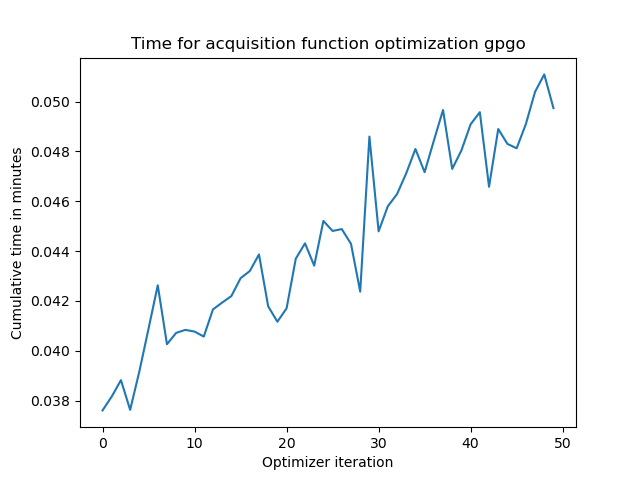 Time for acquisition function optimization gpgo
Cumulative time in minutes
0.050
0.048
0.046
0.044
0.042
0.040
0.038
0 10 20 30 40 50
Optimizer iteration